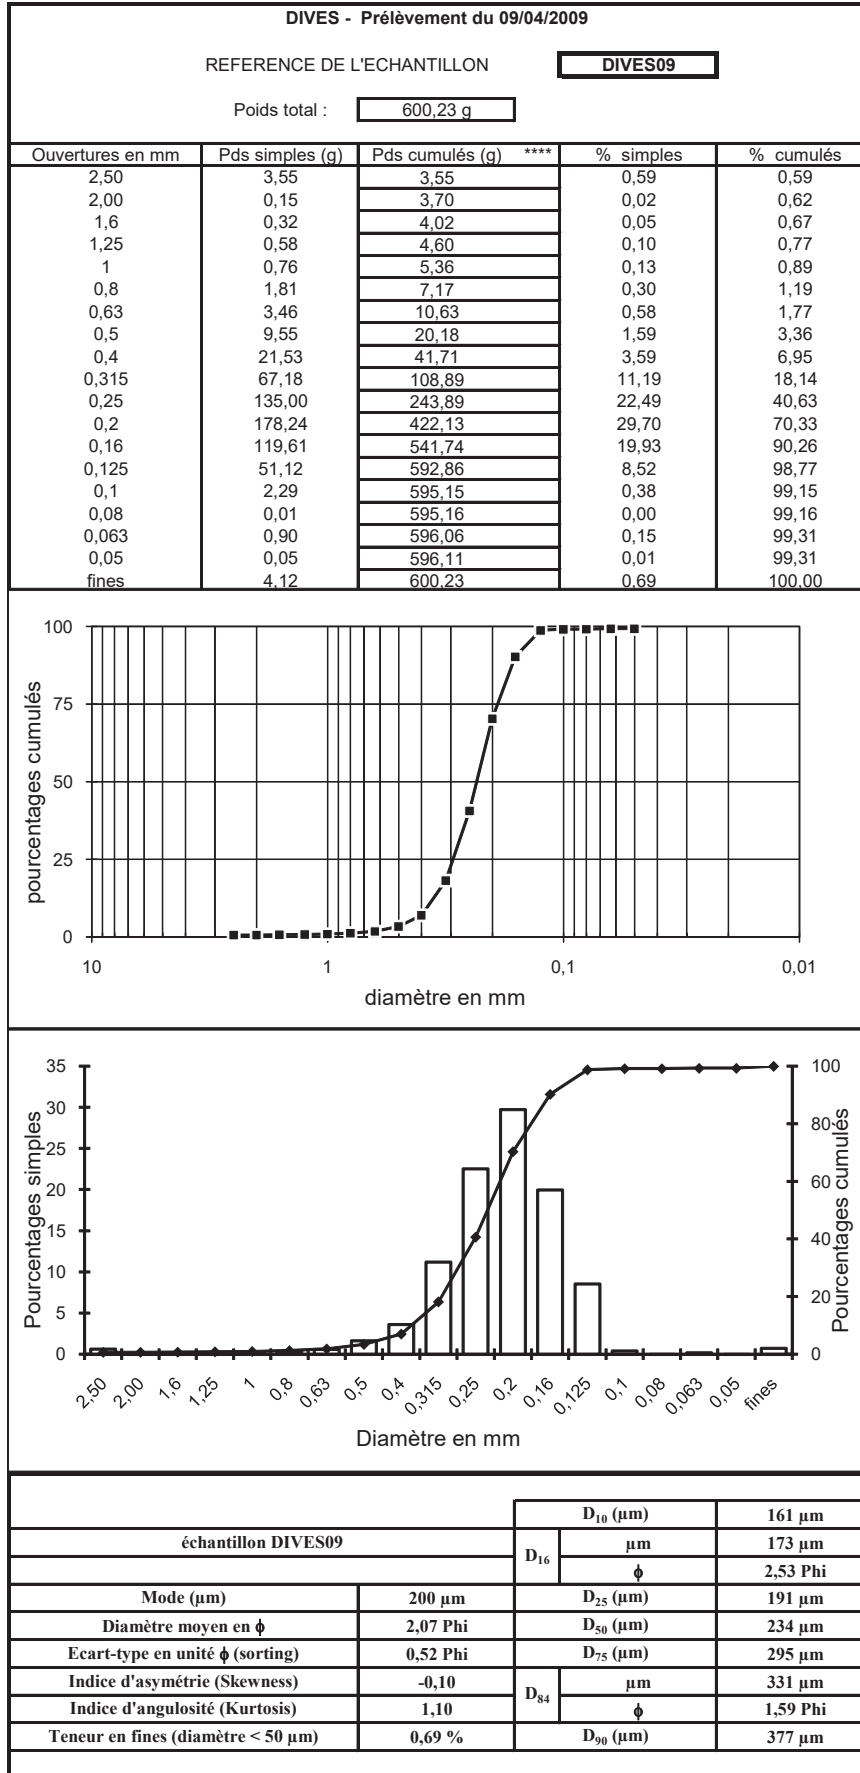 DIVES - Prélèvement du 09/04/2009
REFERENCE DE L'ECHANTILLON DIVES09
Poids total : 600,23 g
Ouvertures en mm Pds simples (g) Pds cumulés (g) **** % simples % cumulés
2,50 3,55 3,55 0,59 0,59
2,00 0,15 3,70 0,02 0,62
1,6 0,32 4,02 0,05 0,67
1,25 0,58 4,60 0,10 0,77
1 0,76 5,36 0,13 0,89
0,8 1,81 7,17 0,30 1,19
0,63 3,46 10,63 0,58 1,77
0,5 9,55 20,18 1,59 3,36
0,4 21,53 41,71 3,59 6,95
0,315 67,18 108,89 11,19 18,14
0,25 135,00 243,89 22,49 40,63
0,2 178,24 422,13 29,70 70,33
0,16 119,61 541,74 19,93 90,26
0,125 51,12 592,86 8,52 98,77
0,1 2,29 595,15 0,38 99,15
0,08 0,01 595,16 0,00 99,16
0,063 0,90 596,06 0,15 99,31
0,05 0,05 596,11 0,01 99,31
fines 4,12 600,23 0,69 100,00
pourcentages cumulés
100
75
50
25
0
10 1 0,1 0,01
diamètre en mm
Pourcentages simples
35
30
25
20
15
10
5
0
100
80
60
40
20
0
Pourcentages cumulés
2,50 2,00 1,6 1,25 1 0,8 0,63 0,5 0,4 0,315 0,25 0,2 0,16 0,125 0,1 0,08 0,063 0,05 fines
Diamètre en mm
D10 (µm) 161 µm
échantillon DIVES09 D16 µm 173 µm
ϕ 2,53 Phi
Mode (µm) 200 µm D25 (µm) 191 µm
Diamètre moyen en ϕ 2,07 Phi D50 (µm) 234 µm
Ecart-type en unité ϕ (sorting) 0,52 Phi D75 (µm) 295 µm
Indice d'asymétrie (Skewness) -0,10 D84 µm 331 µm
Indice d'angulosité (Kurtosis) 1,10 ϕ 1,59 Phi
Teneur en fines (diamètre < 50 µm) 0,69 % D90 (µm) 377 µm